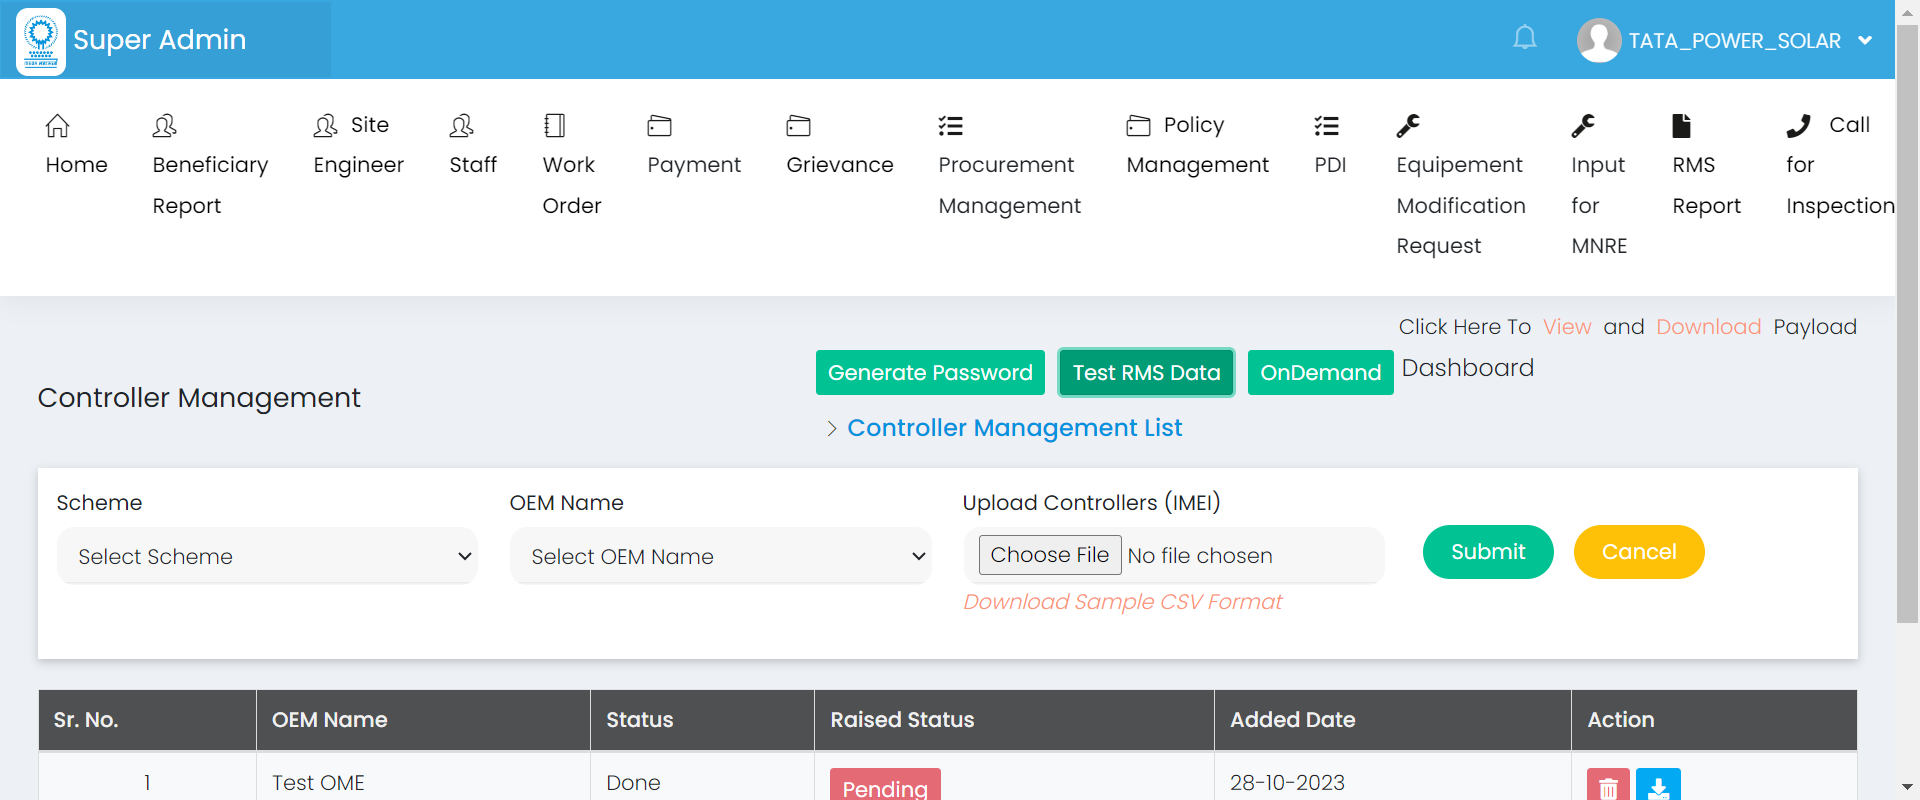 Super Admin
TATA_POWER_SOLAR
Home
Beneficiary Report
Site Engineer
Staff
Work Order
Payment
Grievance
Procurement Management
Policy Management
PDI
Equipement Modification Request
Input for MNRE
RMS Report
Call for Inspection
Click Here To View and Download Payload
Generate Password Test RMS Data OnDemand Dashboard
Controller Management
Controller Management List
Scheme
Select Scheme
OEM Name
Select OEM Name
Upload Controllers (IMEI)
Choose File No file chosen
Download Sample CSV Format
Submit
Cancel
Sr. No. OEM Name Status Raised Status Added Date Action
1 Test OME Done Pending 28-10-2023